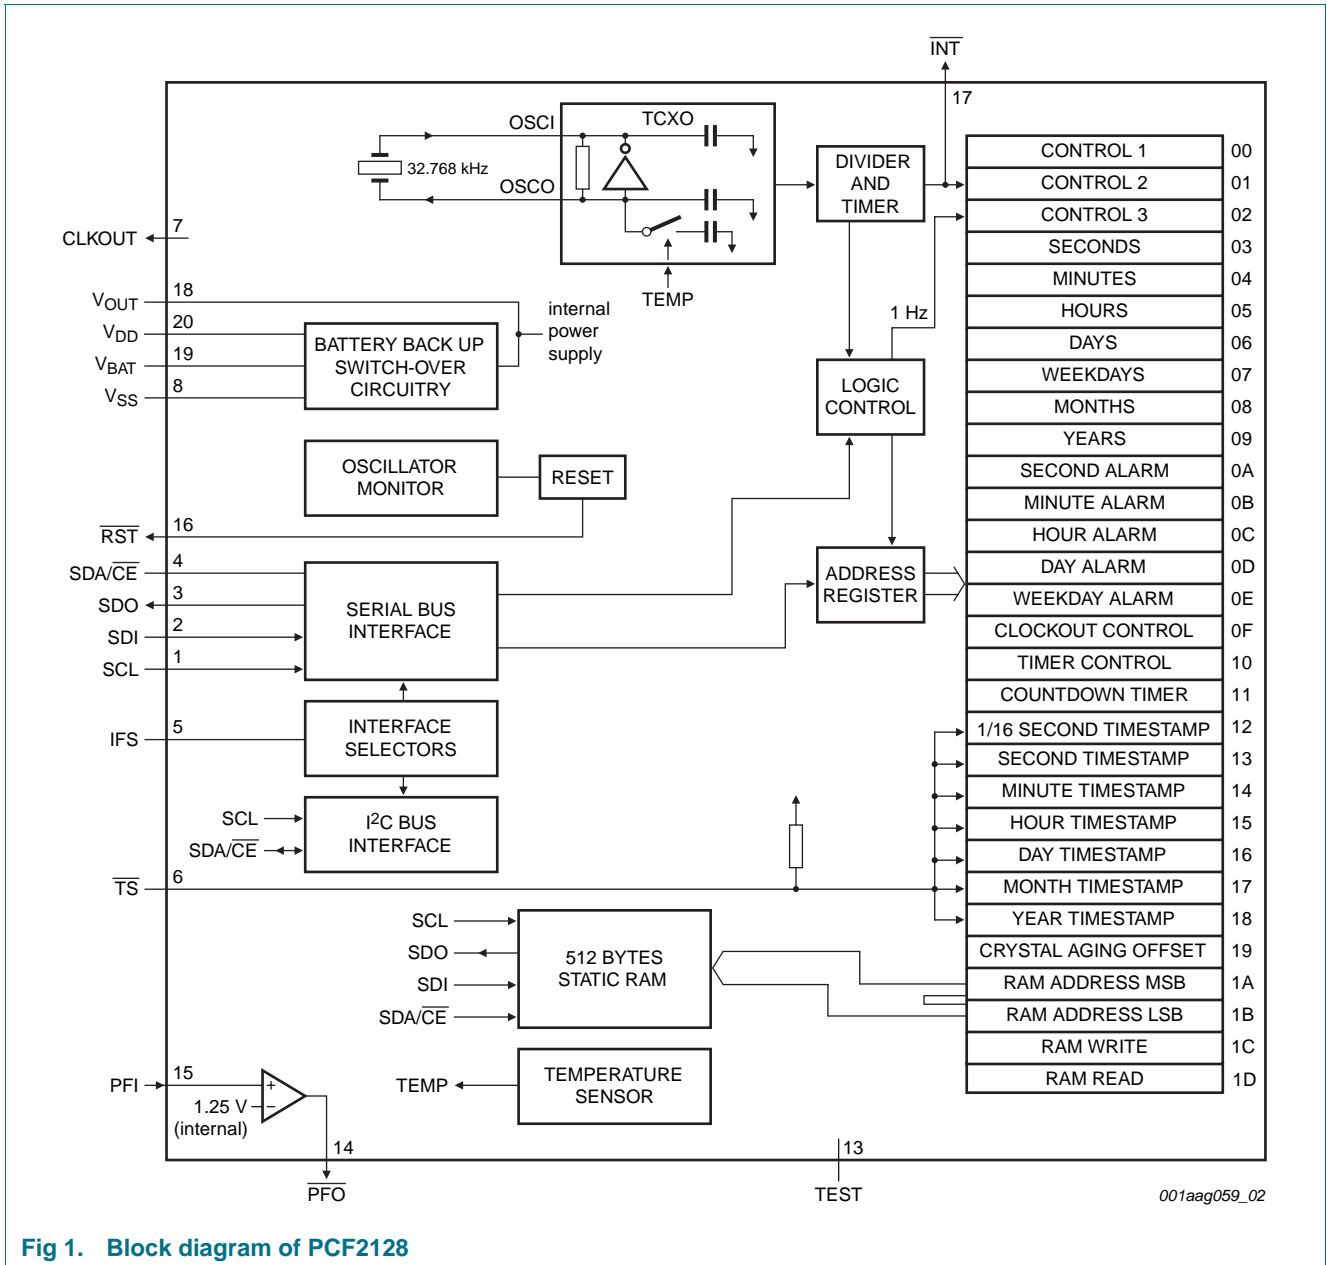 INT
17
OSCI
TCXO
32.768 kHz
OSCO
TEMP
DIVIDER
AND
TIMER
7
CLKOUT
VOUT
18
VDD
20
VBAT
19
VSS
8
BATTERY BACK UP
SWITCH-OVER
CIRCUITRY
internal
power
supply
1 Hz
LOGIC
CONTROL
OSCILLATOR
MONITOR
RESET
RST
16
SDA/CE
4
SDO
3
SDI
2
SCL
1
SERIAL BUS
INTERFACE
ADDRESS
REGISTER
IFS
5
INTERFACE
SELECTORS
SCL
SDA/CE
I2C BUS
INTERFACE
TS
6
SCL
SDO
SDI
SDA/CE
512 BYTES
STATIC RAM
PFI
15
+
−
1.25 V
(internal)
14
PFO
TEMP
TEMPERATURE
SENSOR
13
TEST
CONTROL 1 00
CONTROL 2 01
CONTROL 3 02
SECONDS 03
MINUTES 04
HOURS 05
DAYS 06
WEEKDAYS 07
MONTHS 08
YEARS 09
SECOND ALARM 0A
MINUTE ALARM 0B
HOUR ALARM 0C
DAY ALARM 0D
WEEKDAY ALARM 0E
CLOCKOUT CONTROL 0F
TIMER CONTROL 10
COUNTDOWN TIMER 11
1/16 SECOND TIMESTAMP 12
SECOND TIMESTAMP 13
MINUTE TIMESTAMP 14
HOUR TIMESTAMP 15
DAY TIMESTAMP 16
MONTH TIMESTAMP 17
YEAR TIMESTAMP 18
CRYSTAL AGING OFFSET 19
RAM ADDRESS MSB 1A
RAM ADDRESS LSB 1B
RAM WRITE 1C
RAM READ 1D
001aag059_02
Fig 1. Block diagram of PCF2128